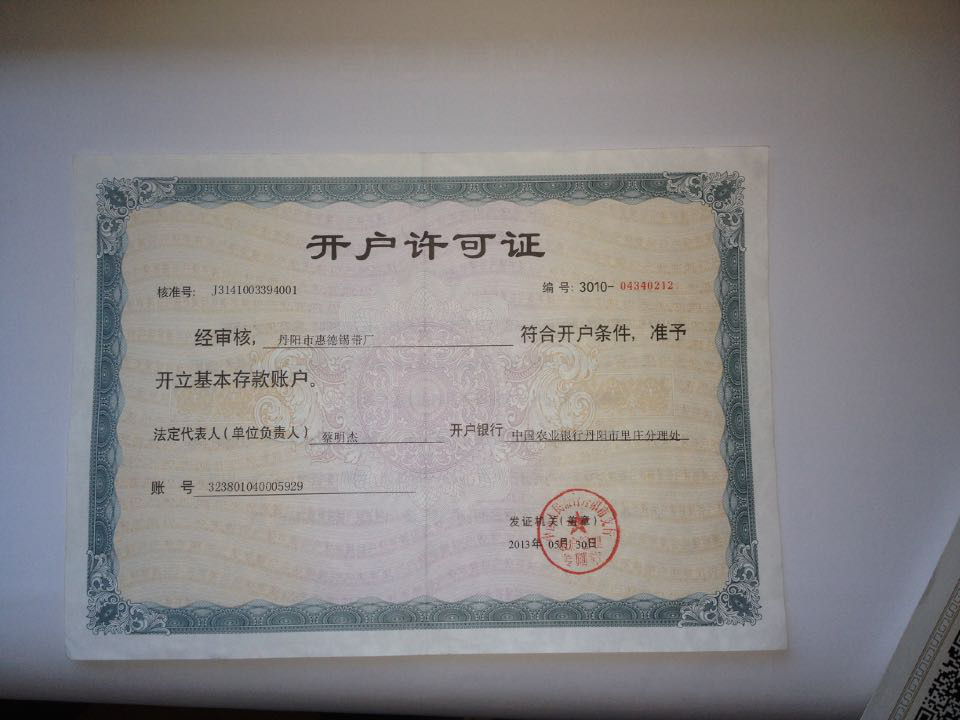 开户许可证
核准号: J3141003394001 编号: 3010-04340212
经审核, 丹阳市惠德锡带厂 符合开户条件, 准予
开立基本存款账户。
法定代表人(单位负责人) 蔡明杰 开户银行 中国农业银行丹阳市里庄分理处
账 号 323801040005929
发证机关(盖章)
2013年 05月 30日